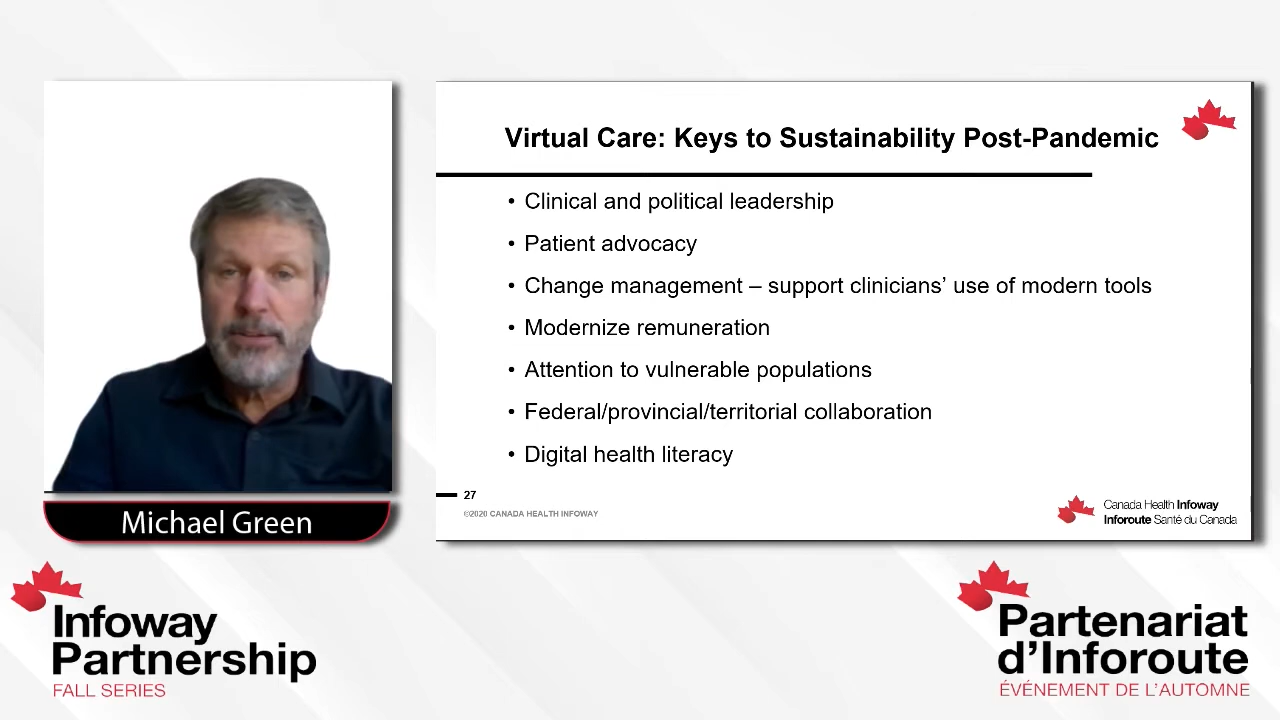 Virtual Care: Keys to Sustainability Post-Pandemic
• Clinical and political leadership
• Patient advocacy
• Change management – support clinicians’ use of modern tools
• Modernize remuneration
• Attention to vulnerable populations
• Federal/provincial/territorial collaboration
• Digital health literacy
27
©2020 CANADA HEALTH INFOWAY
Canada Health Infoway
Inforoute Santé du Canada
Michael Green
Infoway
Partnership
FALL SERIES
Partenariat
d’Inforoute
ÉVÉNEMENT DE L’AUTOMNE